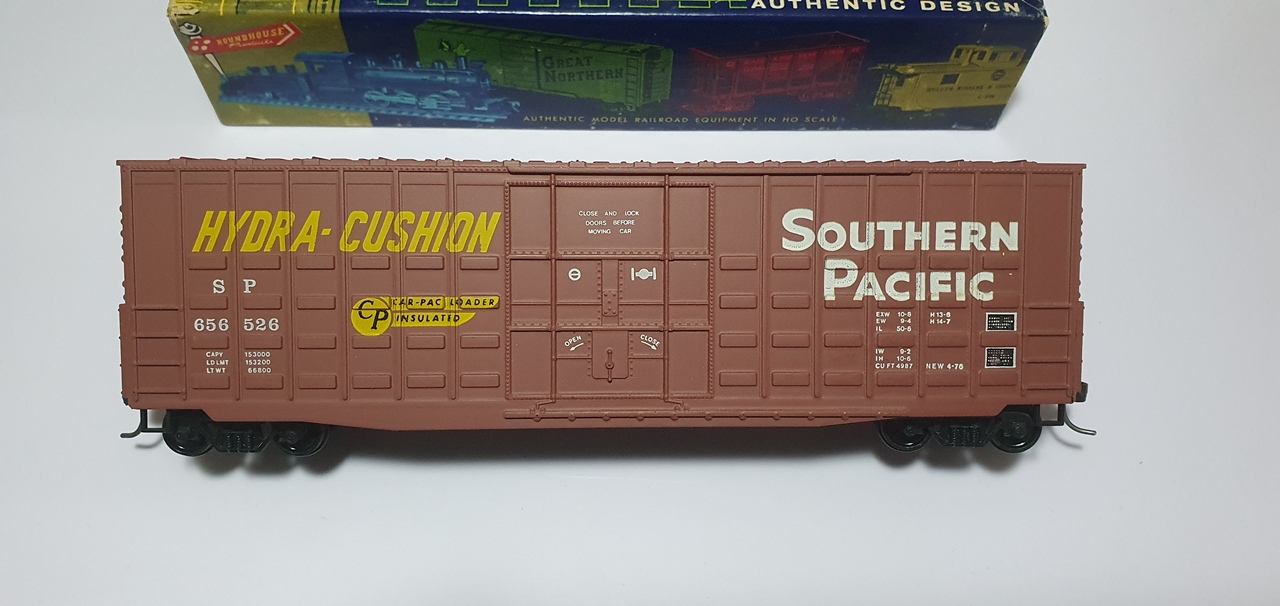 AUTHENTIC DESIGN
ROUNDHOUSE
Products
GREAT
NORTHERN
AUTHENTIC MODEL RAILROAD EQUIPMENT IN HO SCALE
HYDRA-CUSHION
S P
656 526
CAPY 153000
LD LMT 153200
LT WT 66800
CP CAR-PAC LOADER
INSULATED
CLOSE AND LOCK
DOORS BEFORE
MOVING CAR
OPEN
CLOSE
SOUTHERN
PACIFIC
EXW 10-8 H 13-6
EW 9-4 H 14-7
IL 50-6
IW 9-2
IH 10-6
CU FT 4987 NEW 4-76